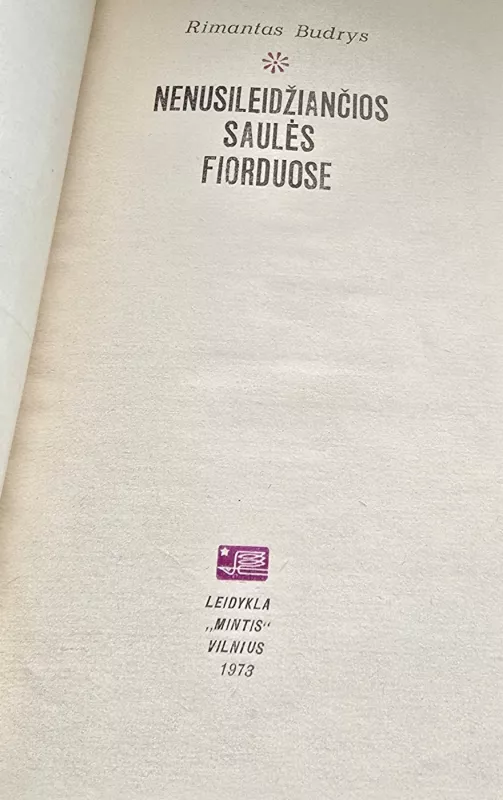 Rimantas Budrys
NENUSILEIDŽIANČIOS
SAULĖS
FIORDUOSE
LEIDYKLA
„MINTIS“
VILNIUS
1973